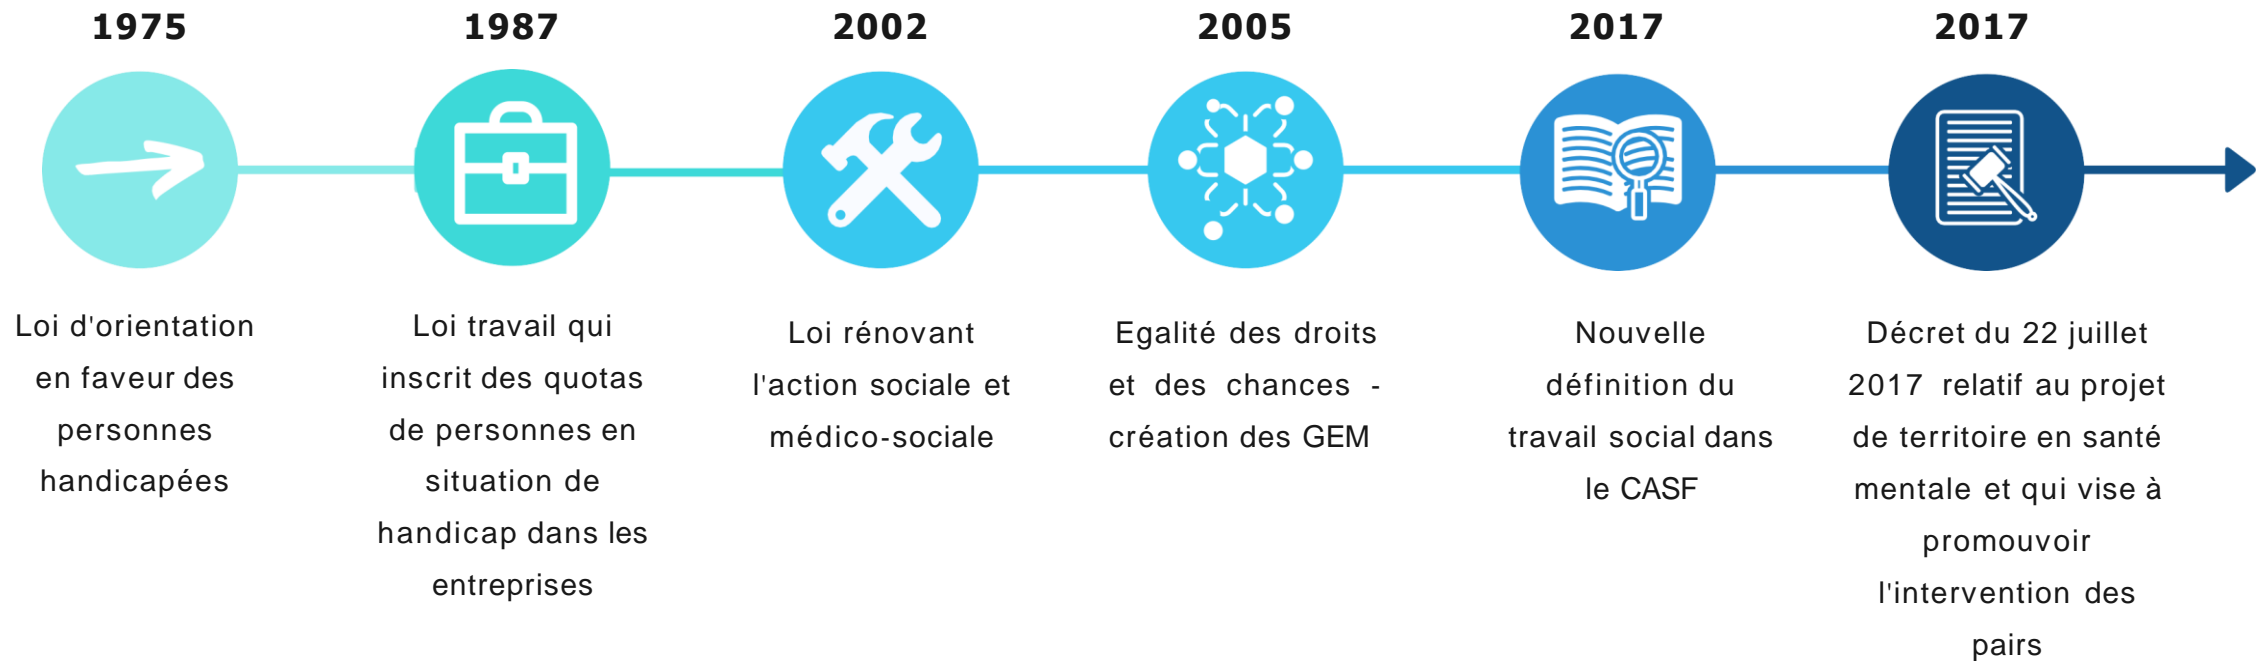 1975
Loi d'orientation
en faveur des
personnes
handicapées
1987
Loi travail qui
inscrit des quotas
de personnes en
situation de
handicap dans les
entreprises
2002
Loi rénovant
l'action sociale et
médico-sociale
2005
Egalité des droits
et des chances -
création des GEM
2017
Nouvelle
définition du
travail social dans
le CASF
2017
Décret du 22 juillet
2017 relatif au projet
de territoire en santé
mentale et qui vise à
promouvoir
l'intervention des
pairs